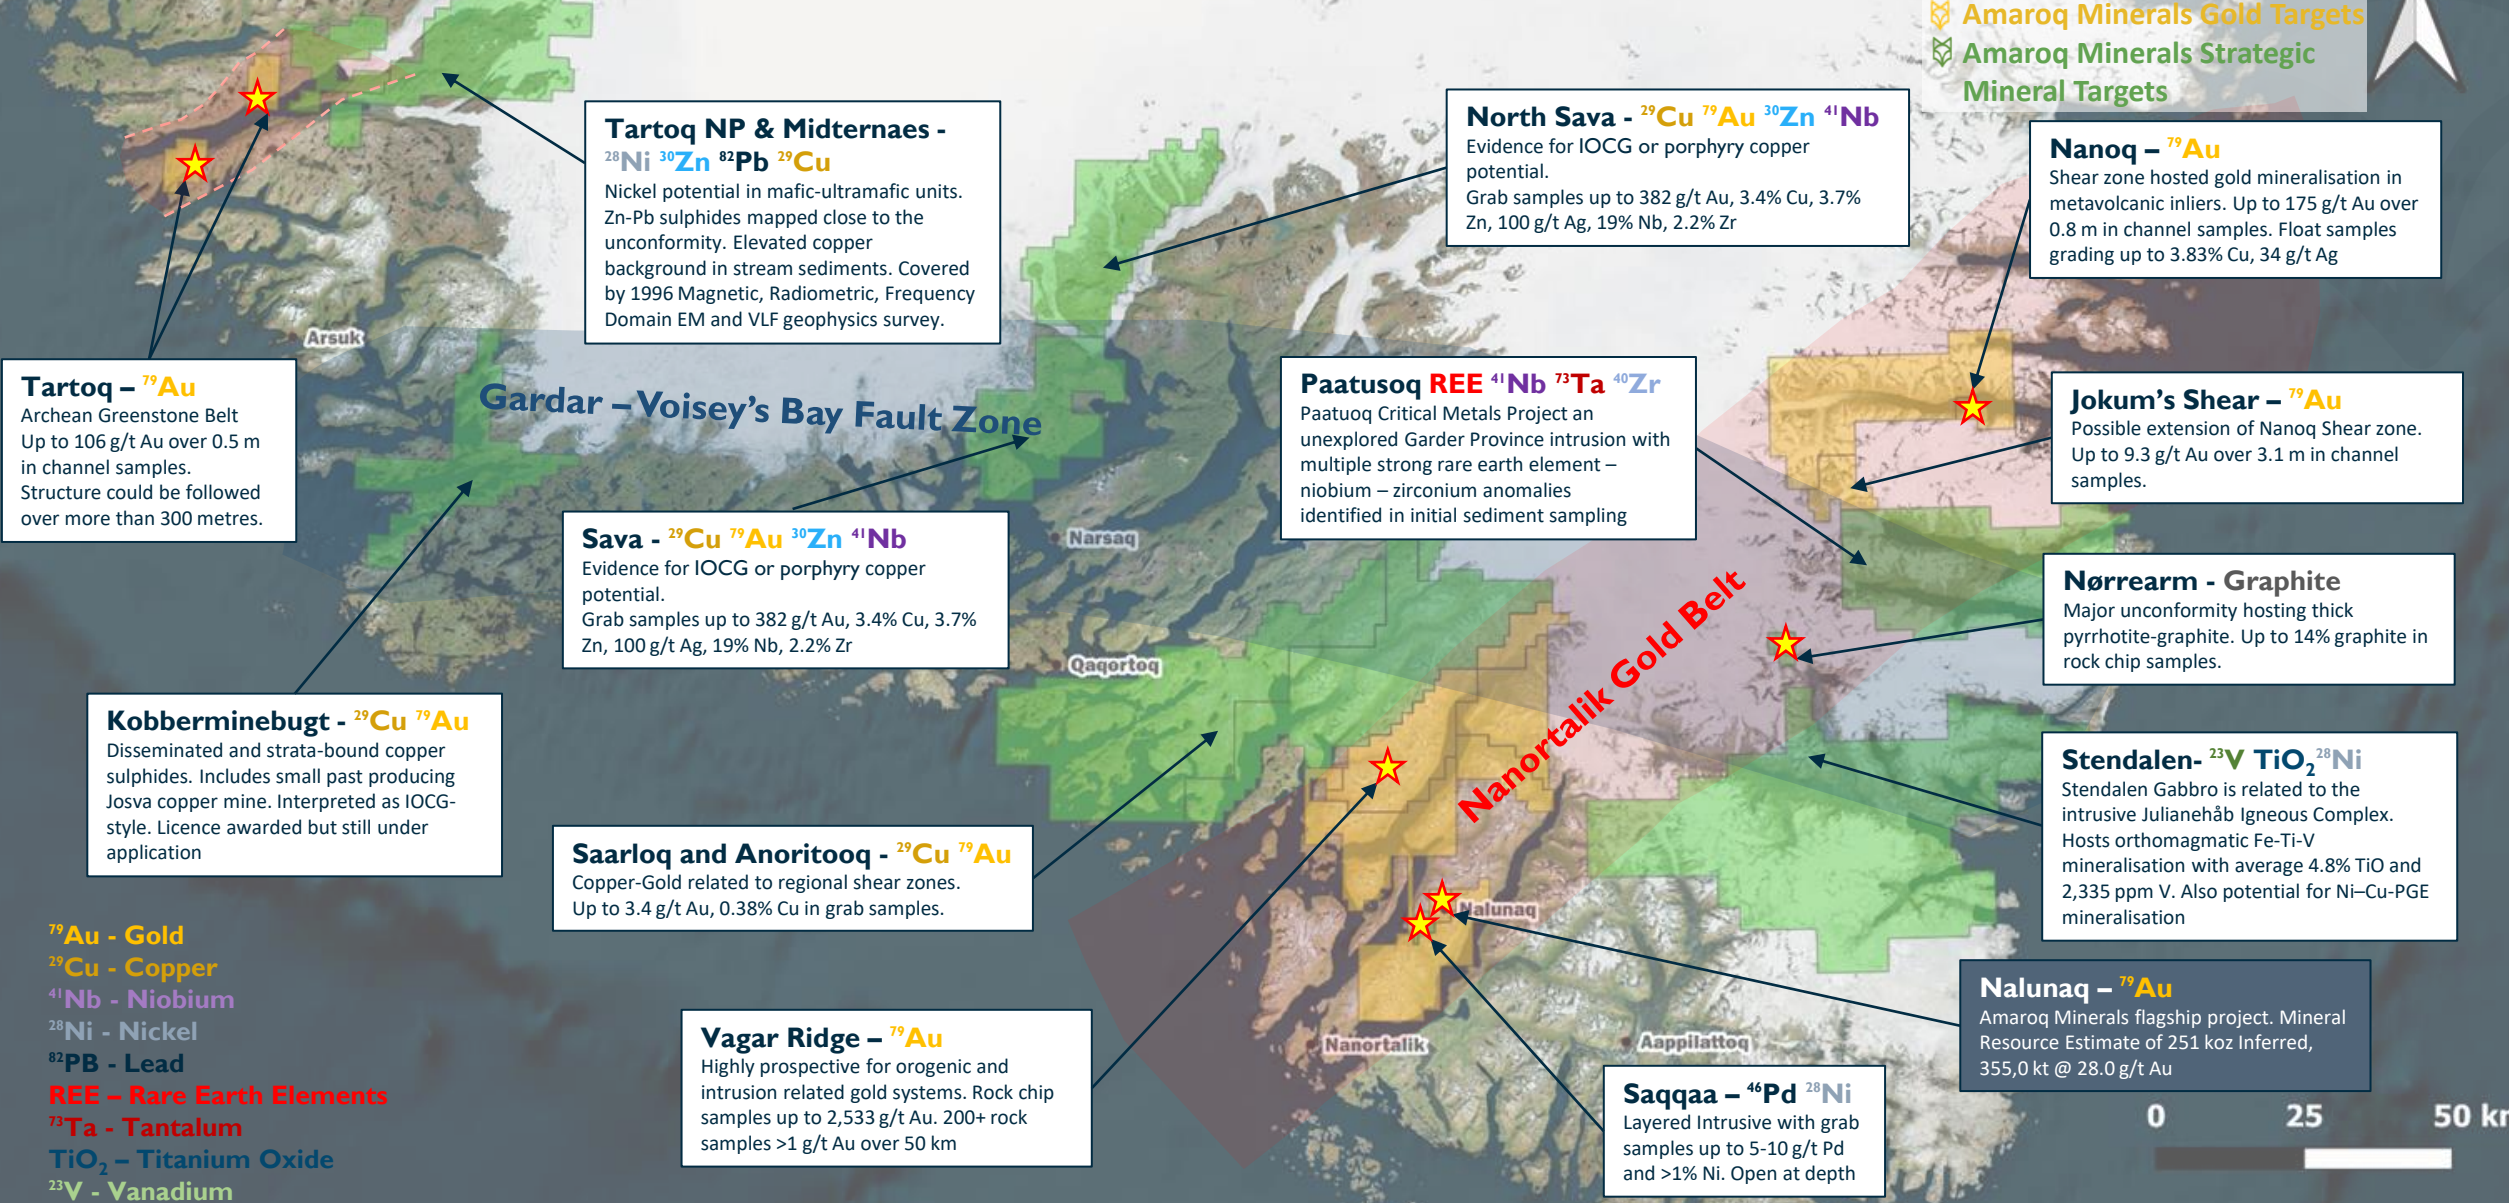 Amaroq Minerals Gold Targets
Amaroq Minerals Strategic
Mineral Targets
Tartoq NP & Midternaes -
²⁸Ni ³⁰Zn ⁸²Pb ²⁹Cu
Nickel potential in mafic-ultramafic units.
Zn-Pb sulphides mapped close to the
unconformity. Elevated copper
background in stream sediments. Covered
by 1996 Magnetic, Radiometric, Frequency
Domain EM and VLF geophysics survey.
North Sava - ²⁹Cu ⁷⁹Au ³⁰Zn ⁴¹Nb
Evidence for IOCG or porphyry copper
potential.
Grab samples up to 382 g/t Au, 3.4% Cu, 3.7%
Zn, 100 g/t Ag, 19% Nb, 2.2% Zr
Nanoq – ⁷⁹Au
Shear zone hosted gold mineralisation in
metavolcanic inliers. Up to 175 g/t Au over
0.8 m in channel samples. Float samples
grading up to 3.83% Cu, 34 g/t Ag
Arsuk
Tartoq – ⁷⁹Au
Archean Greenstone Belt
Up to 106 g/t Au over 0.5 m
in channel samples.
Structure could be followed
over more than 300 metres.
Gardar – Voisey's Bay Fault Zone
Paatusoq REE ⁴¹Nb ⁷³Ta ⁴⁰Zr
Paatuoq Critical Metals Project an
unexplored Garder Province intrusion with
multiple strong rare earth element –
niobium – zirconium anomalies
identified in initial sediment sampling
Jokum's Shear – ⁷⁹Au
Possible extension of Nanoq Shear zone.
Up to 9.3 g/t Au over 3.1 m in channel
samples.
Sava - ²⁹Cu ⁷⁹Au ³⁰Zn ⁴¹Nb
Evidence for IOCG or porphyry copper
potential.
Grab samples up to 382 g/t Au, 3.4% Cu, 3.7%
Zn, 100 g/t Ag, 19% Nb, 2.2% Zr
Narsaq
Nørrearm - Graphite
Major unconformity hosting thick
pyrrhotite-graphite. Up to 14% graphite in
rock chip samples.
Qaqortoq
Nanortalik Gold Belt
Kobberminebugt - ²⁹Cu ⁷⁹Au
Disseminated and strata-bound copper
sulphides. Includes small past producing
Josva copper mine. Interpreted as IOCG-
style. Licence awarded but still under
application
Stendalen- ²³V TiO₂ ²⁸Ni
Stendalen Gabbro is related to the
intrusive Julianehåb Igneous Complex.
Hosts orthomagmatic Fe-Ti-V
mineralisation with average 4.8% TiO and
2,335 ppm V. Also potential for Ni–Cu-PGE
mineralisation
Saarloq and Anoritooq - ²⁹Cu ⁷⁹Au
Copper-Gold related to regional shear zones.
Up to 3.4 g/t Au, 0.38% Cu in grab samples.
Nalunaq
Nalunaq – ⁷⁹Au
Amaroq Minerals flagship project. Mineral
Resource Estimate of 251 koz Inferred,
355,0 kt @ 28.0 g/t Au
Vagar Ridge – ⁷⁹Au
Highly prospective for orogenic and
intrusion related gold systems. Rock chip
samples up to 2,533 g/t Au. 200+ rock
samples >1 g/t Au over 50 km
Nanortalik
Aappilattoq
Saqqaa – ⁴⁶Pd ²⁸Ni
Layered Intrusive with grab
samples up to 5-10 g/t Pd
and >1% Ni. Open at depth
⁷⁹Au - Gold
²⁹Cu - Copper
⁴¹Nb - Niobium
²⁸Ni - Nickel
⁸²PB - Lead
REE – Rare Earth Elements
⁷³Ta - Tantalum
TiO₂ – Titanium Oxide
²³V - Vanadium
0 25 50 km